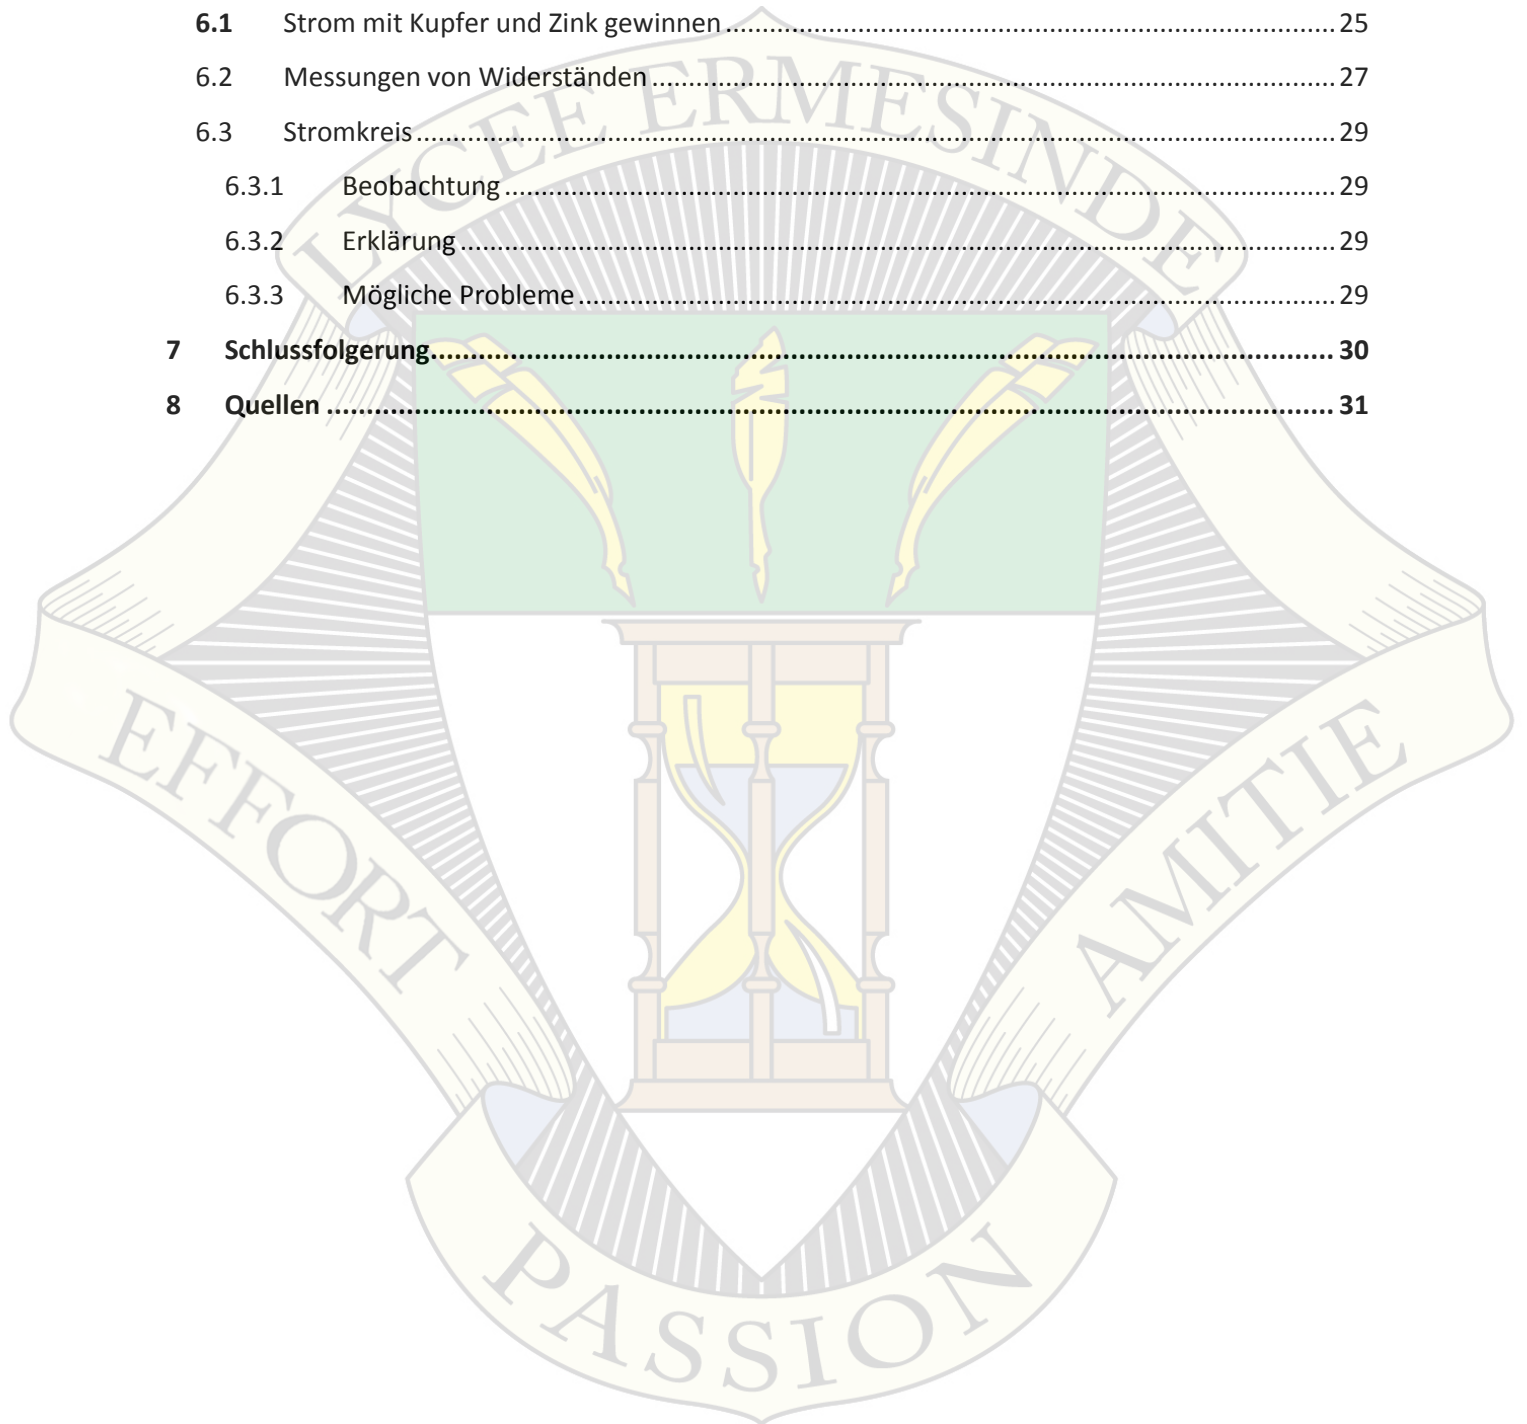 6.1 Strom mit Kupfer und Zink gewinnen ........ 25
6.2 Messungen von Widerständen ........ 27
6.3 Stromkreis ........ 29
6.3.1 Beobachtung ........ 29
6.3.2 Erklärung ........ 29
6.3.3 Mögliche Probleme ........ 29
7 Schlussfolgerung ........ 30
8 Quellen ........ 31
LYCEE ERMESINDE
EFFORT
AMITIE
PASSION